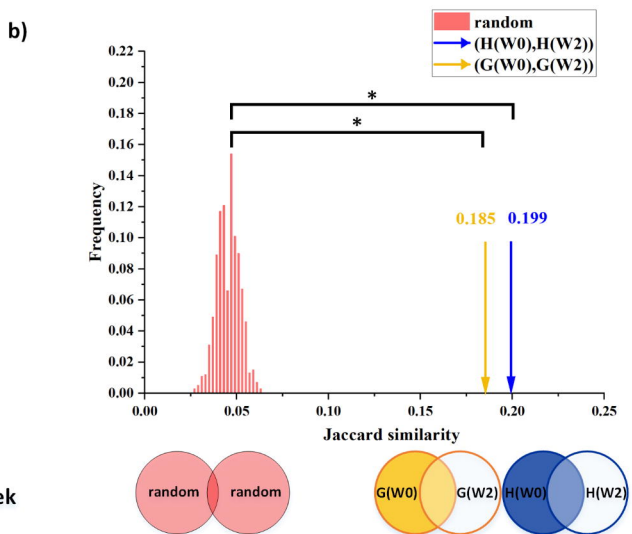 b)
random
(H(W0),H(W2))
(G(W0),G(W2))
0.22
0.20
0.18
0.16
0.14
0.12
0.10
0.08
0.06
0.04
0.02
0.00
Frequency
*
*
0.185 0.199
0.00 0.05 0.10 0.15 0.20 0.25
Jaccard similarity
random random G(W0) G(W2) H(W0) H(W2)
ek